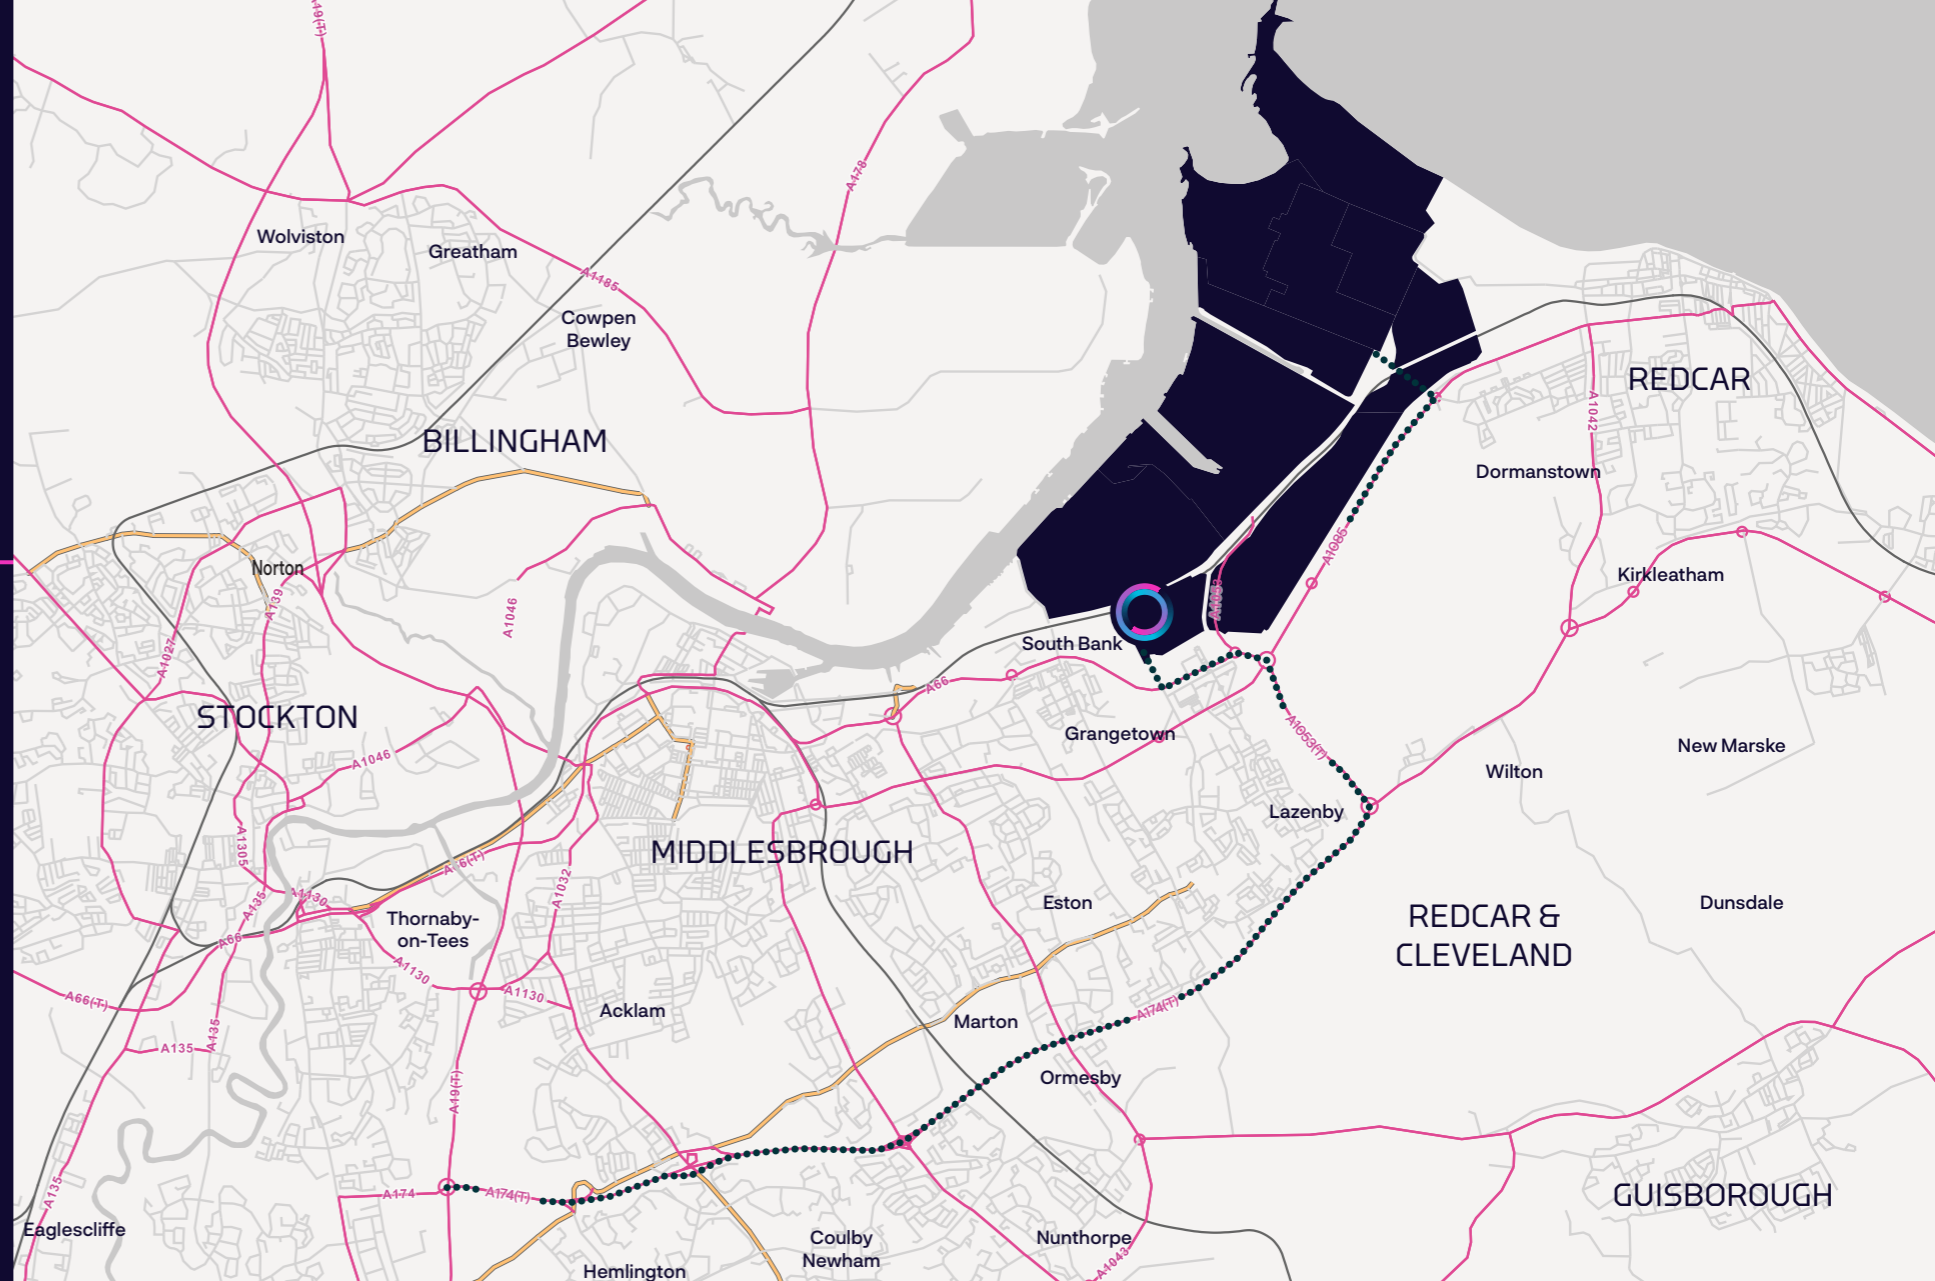 A19(T)
A178
Wolviston
Greatham
A1185
Cowpen
Bewley
REDCAR
A1042
BILLINGHAM
Dormanstown
A1085
Norton
Kirkleatham
A139
A1046
A1053
A1027
South Bank
A66
STOCKTON
Grangetown
A1053(T)
New Marske
A1046
Wilton
Lazenby
A1305
MIDDLESBROUGH
A66(T)
A1032
A1130
A135
Eston
Dunsdale
Thornaby-
on-Tees
REDCAR &
CLEVELAND
A66
A1130
A1130
A66(T)
Acklam
A174(T)
Marton
A135
A135
Ormesby
A19(T)
A174
A174(T)
A135
GUISBOROUGH
Eaglescliffe
Coulby
Newham
Nunthorpe
A1043
Hemlington